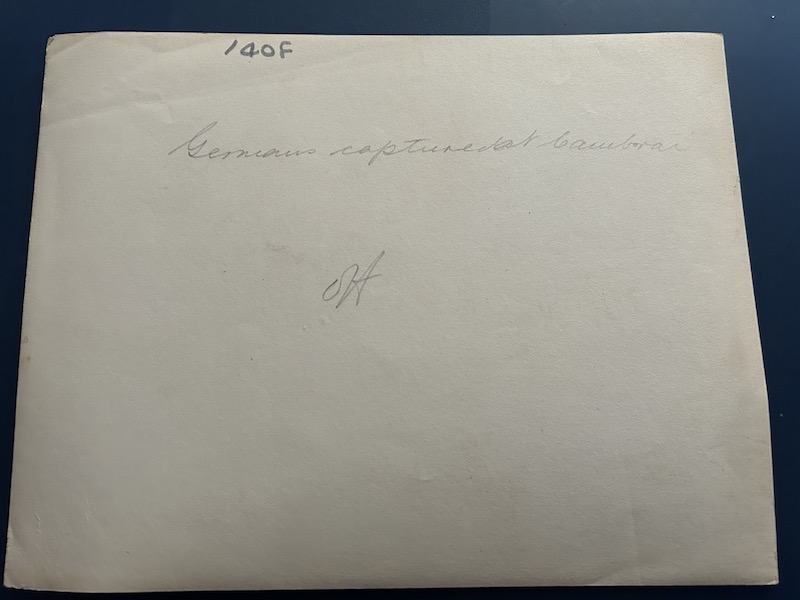 140F
Germans captured at Cambrai